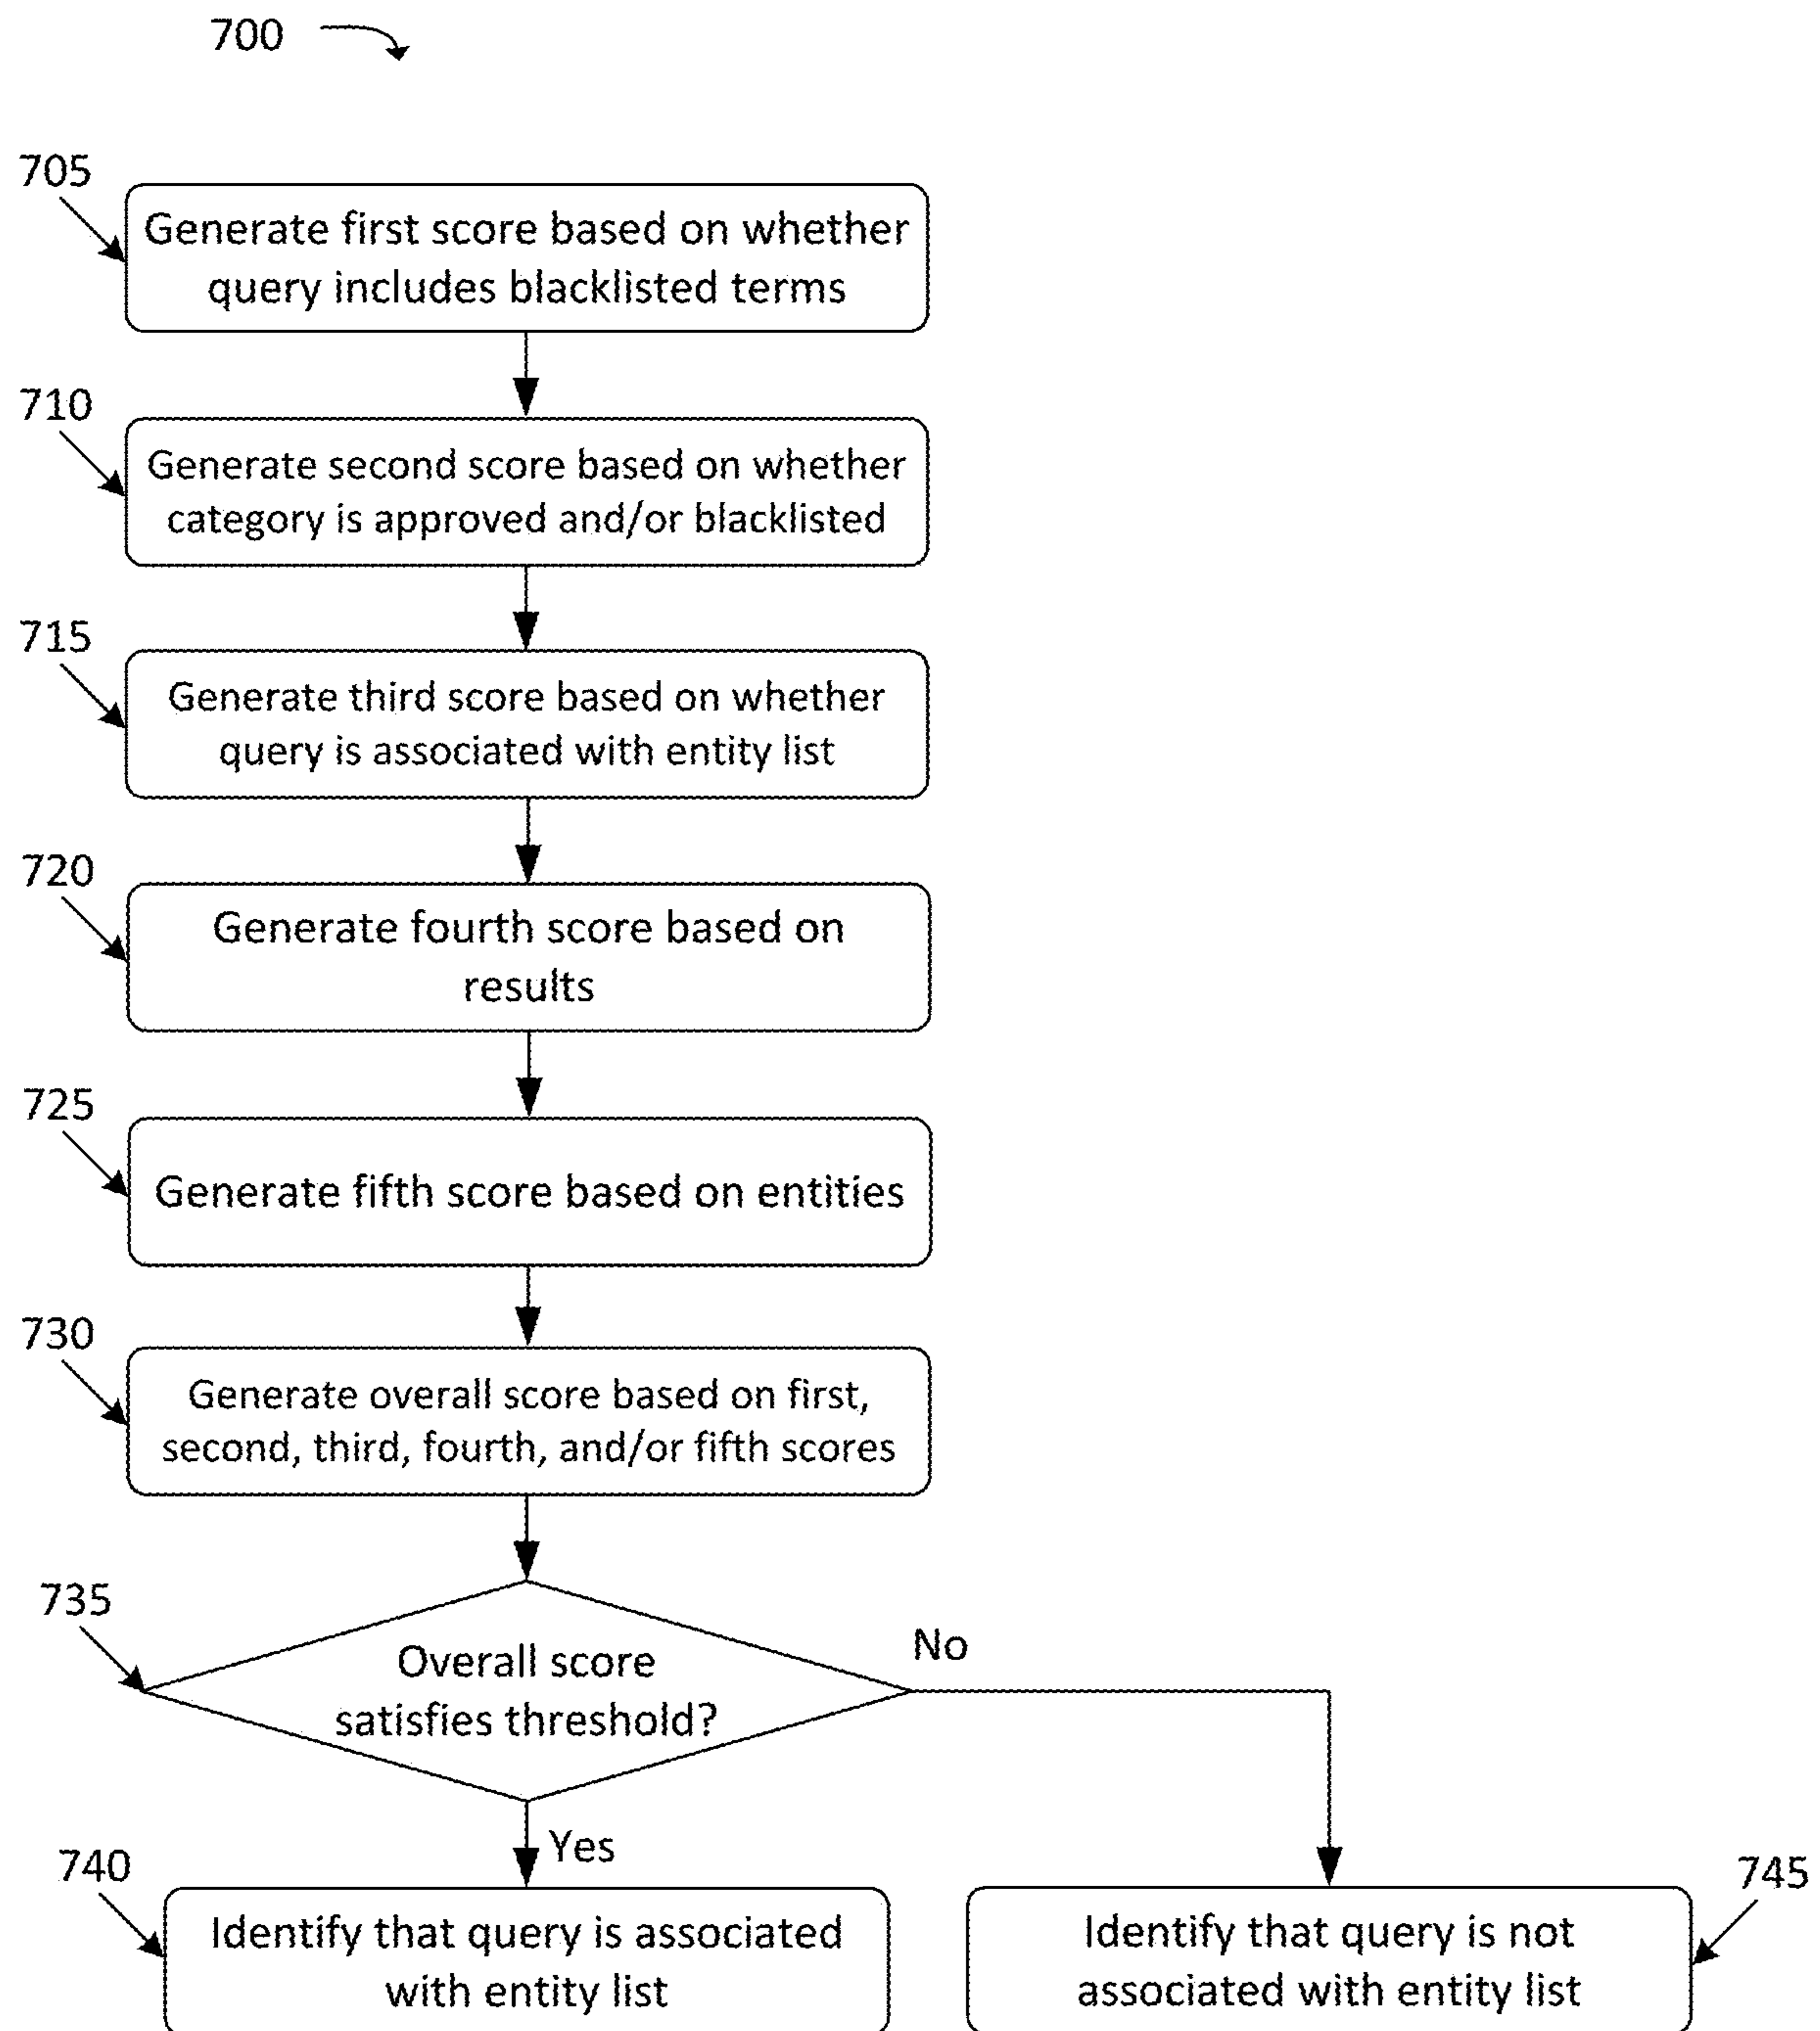 700
705
Generate first score based on whether
query includes blacklisted terms
710
Generate second score based on whether
category is approved and/or blacklisted
715
Generate third score based on whether
query is associated with entity list
720
Generate fourth score based on
results
725
Generate fifth score based on entities
730
Generate overall score based on first,
second, third, fourth, and/or fifth scores
735
Overall score
satisfies threshold?
No
Yes
740
Identify that query is associated
with entity list
745
Identify that query is not
associated with entity list